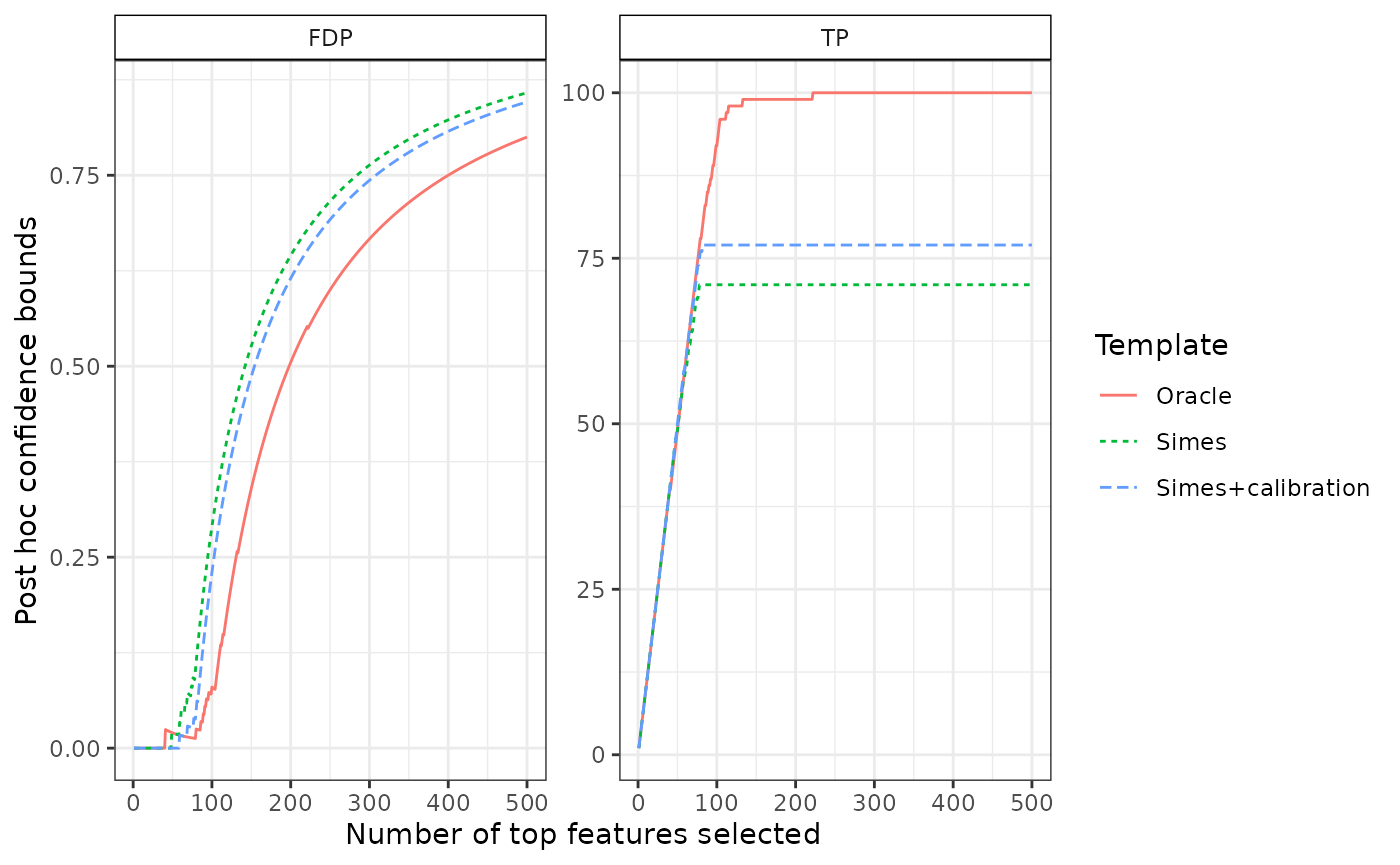 FDP
TP
Post hoc confidence bounds
0.75
0.50
0.25
0.00
100
75
50
25
0
0 100 200 300 400 500
0 100 200 300 400 500
Number of top features selected
Template
Oracle
Simes
Simes+calibration